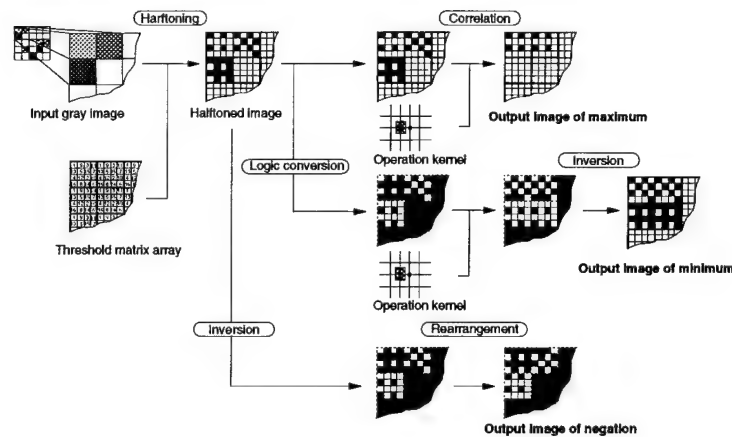 Harftoning
Correlation
Input gray image
Halftoned image
Output image of maximum
Operation kernel
Logic conversion
Inversion
Threshold matrix array
Output image of minimum
Operation kernel
Inversion
Rearrangement
Output image of negation